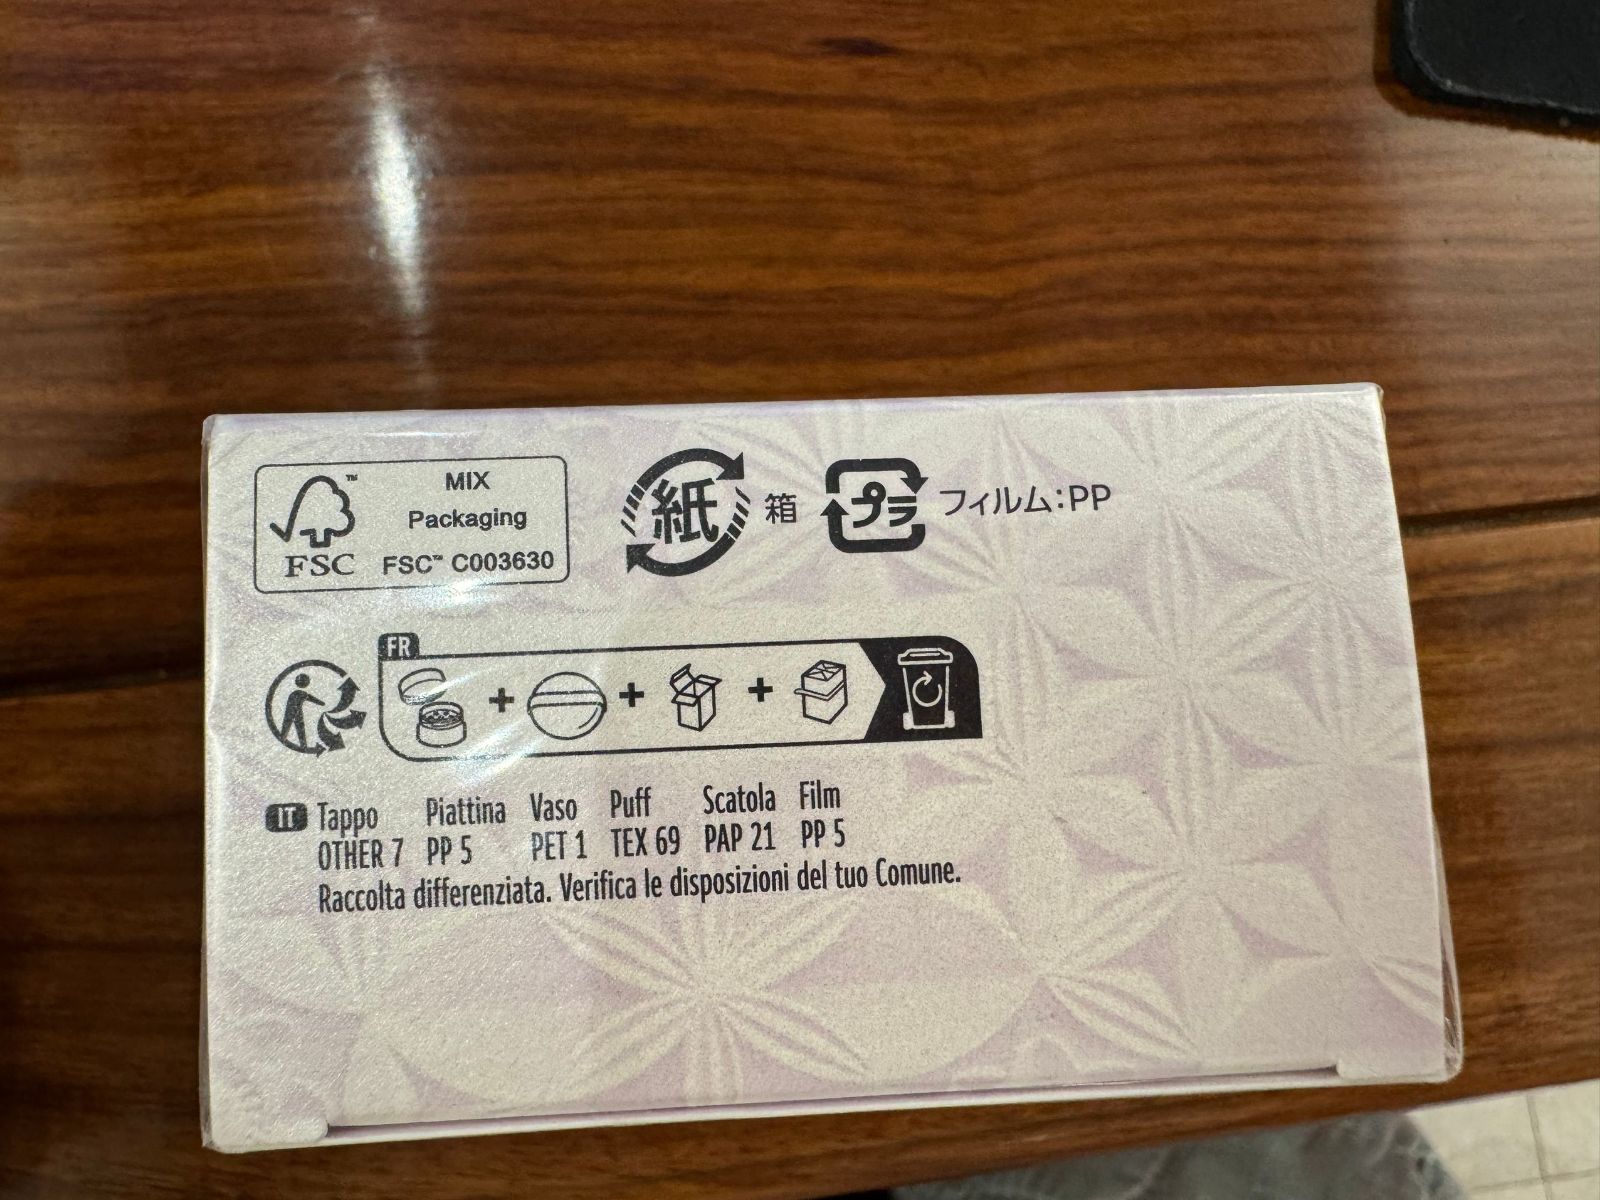 MIX
Packaging
FSC™ C003630
FSC™
紙 箱
プラ フィルム:PP
FR
IT Tappo Piattina Vaso Puff Scatola Film
OTHER 7 PP 5 PET 1 TEX 69 PAP 21 PP 5
Raccolta differenziata. Verifica le disposizioni del tuo Comune.